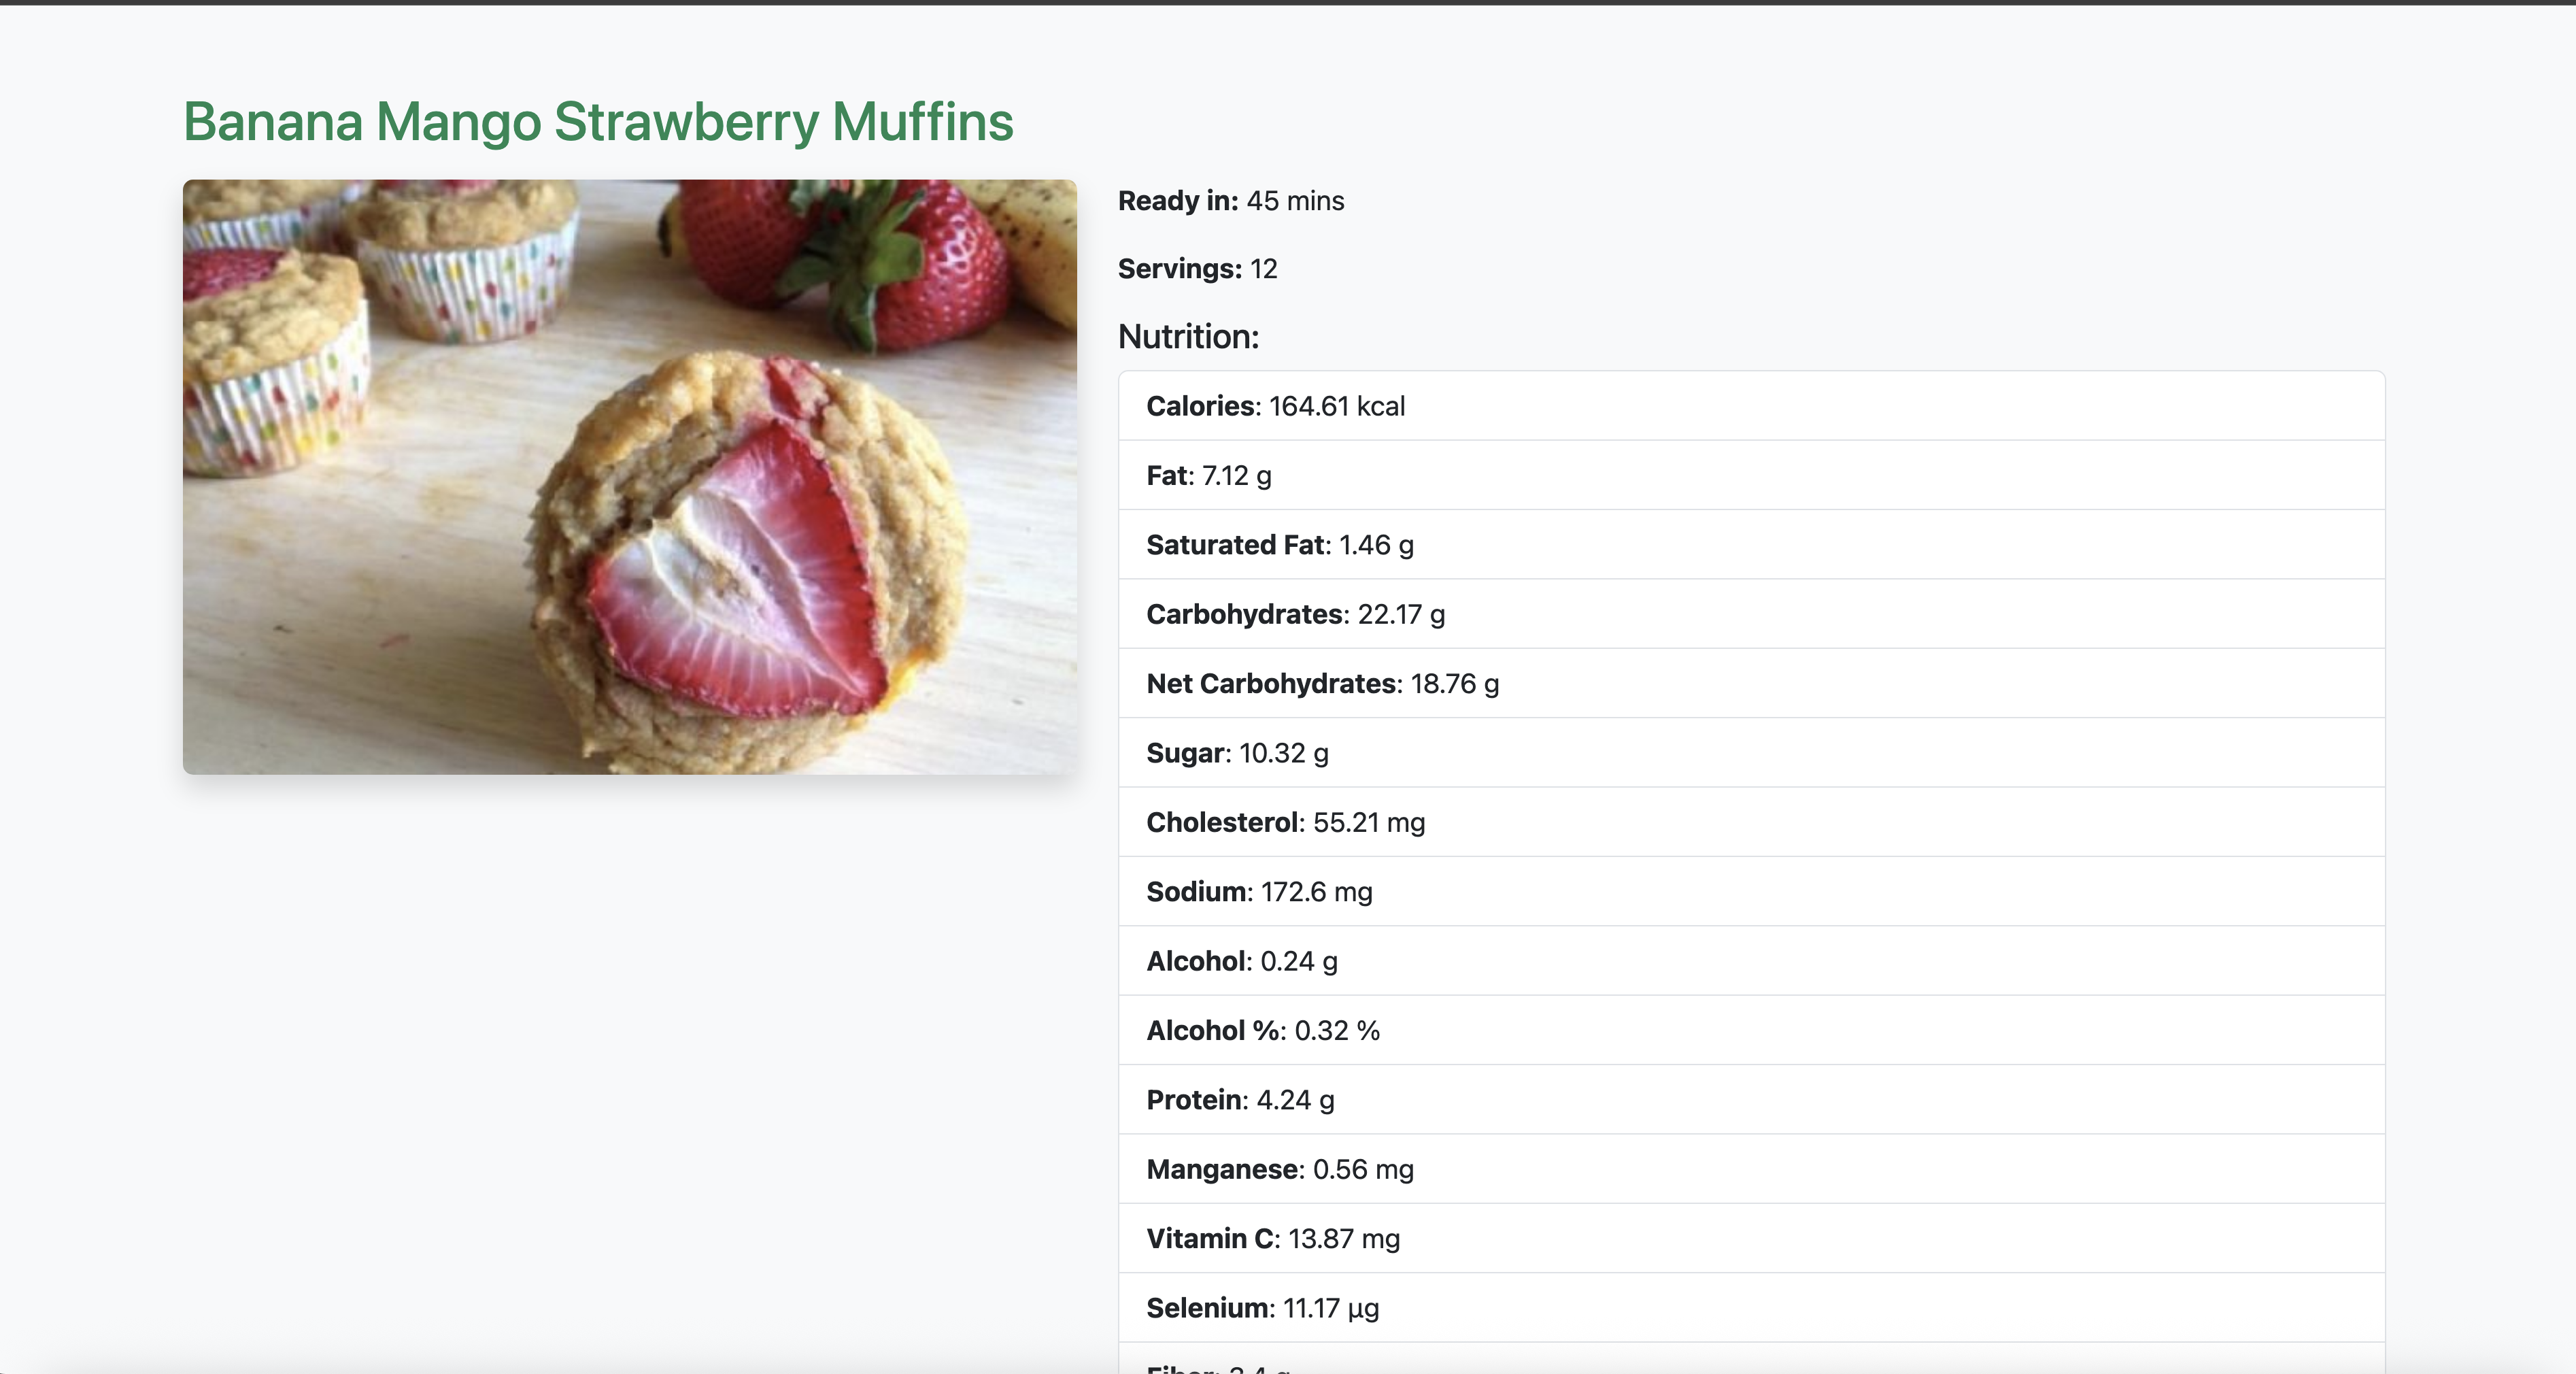 Banana Mango Strawberry Muffins
Ready in: 45 mins
Servings: 12
Nutrition:
Calories: 164.61 kcal
Fat: 7.12 g
Saturated Fat: 1.46 g
Carbohydrates: 22.17 g
Net Carbohydrates: 18.76 g
Sugar: 10.32 g
Cholesterol: 55.21 mg
Sodium: 172.6 mg
Alcohol: 0.24 g
Alcohol %: 0.32 %
Protein: 4.24 g
Manganese: 0.56 mg
Vitamin C: 13.87 mg
Selenium: 11.17 µg
Fiber: 3.4 g